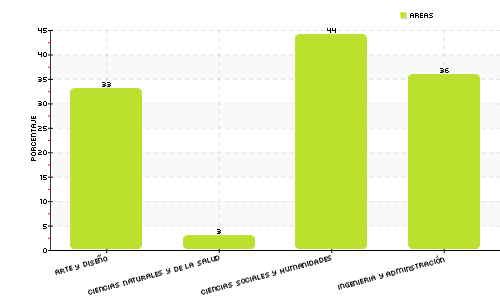 AREAS
PORCENTAJE
45
40
35
30
25
20
15
10
5
0
33
3
44
36
ARTE Y DISEÑO
CIENCIAS NATURALES Y DE LA SALUD
CIENCIAS SOCIALES Y HUMANIDADES
INGENIERIA Y ADMINSTRACIÓN